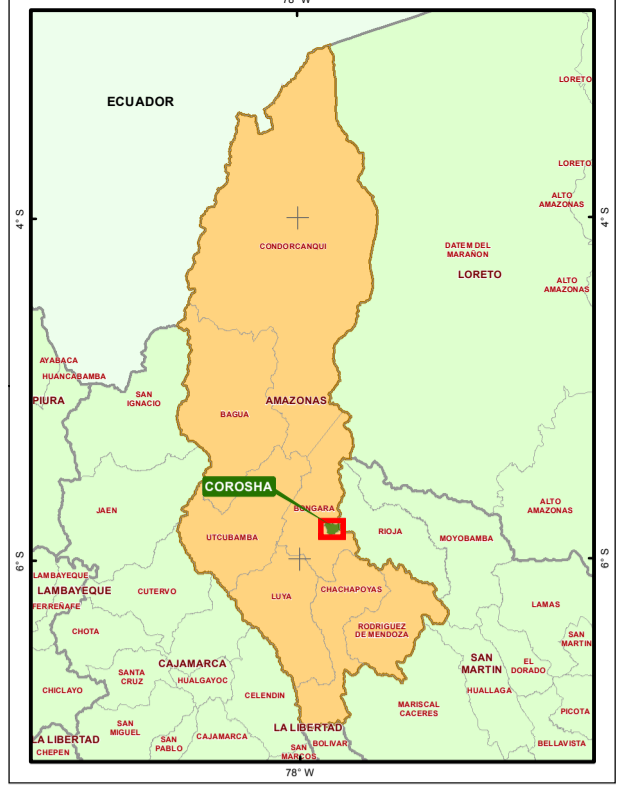 78° W
ECUADOR
LORETO
LORETO
ALTO
AMAZONAS
4° S
4° S
CONDORCANQUI
DATEM DEL
MARAÑON
LORETO
ALTO
AMAZONAS
AYABACA
HUANCABAMBA
PIURA
SAN
IGNACIO
AMAZONAS
BAGUA
COROSHA
BONGARA
JAEN
UTCUBAMBA
RIOJA
MOYOBAMBA
ALTO
AMAZONAS
6° S
6° S
LAMBAYEQUE
LAMBAYEQUE
FERREÑAFE
CUTERVO
LUYA
CHACHAPOYAS
LAMAS
CHOTA
RODRIGUEZ
DE MENDOZA
SAN
MARTIN
CAJAMARCA
SANTA
CRUZ
HUALGAYOC
SAN
MARTIN
EL
DORADO
CHICLAYO
CELENDIN
HUALLAGA
MARISCAL
CACERES
PICOTA
SAN
MIGUEL
LA LIBERTAD
LA LIBERTAD
CHEPEN
SAN
PABLO
CAJAMARCA
SAN
MARCOS
BOLIVAR
BELLAVISTA
78° W